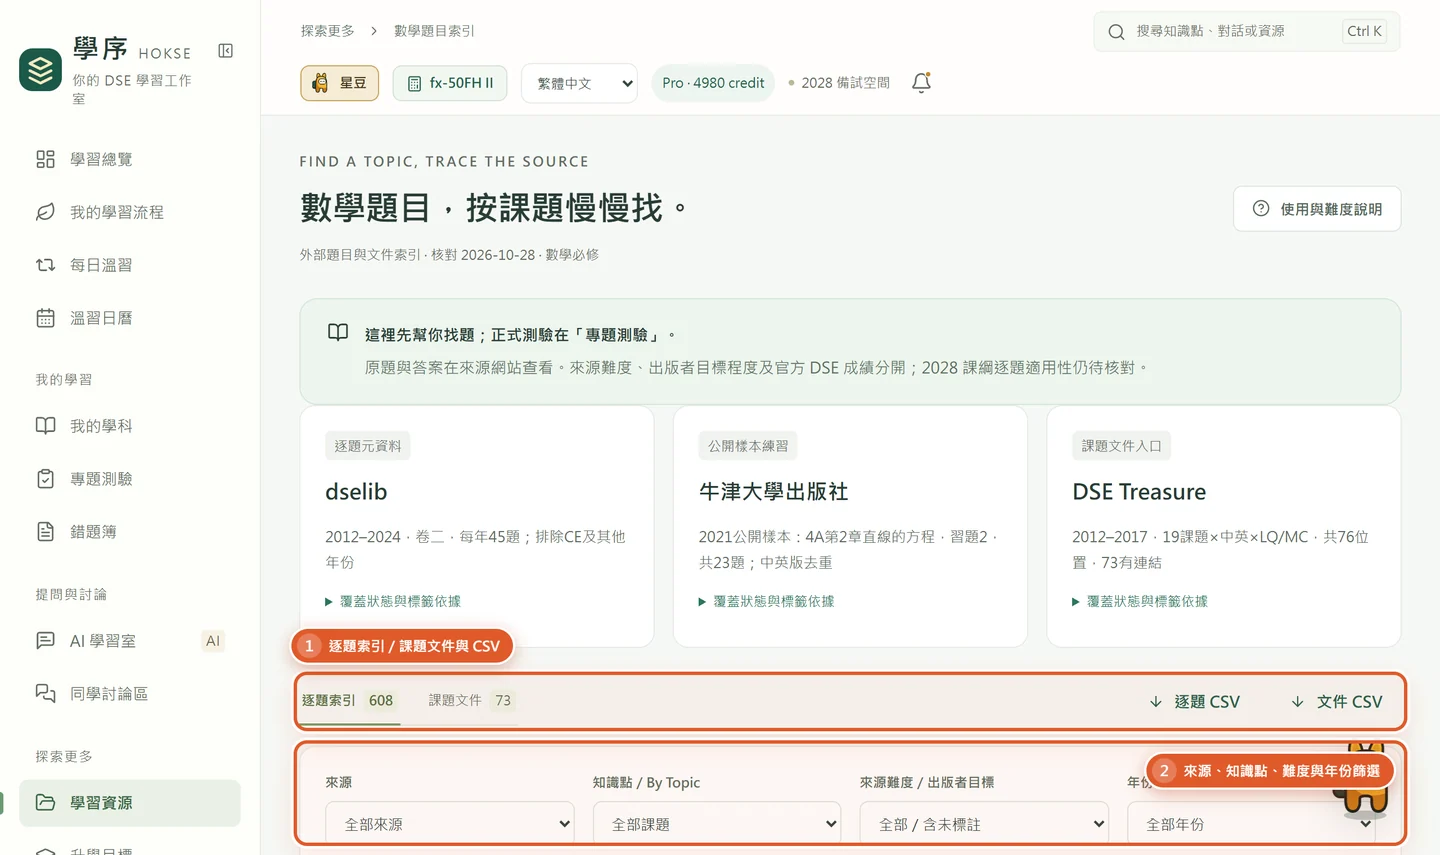 學序 HOKSE
你的 DSE 學習工作
室
學習總覽
我的學習流程
每日溫習
溫習日曆
我的學習
我的學科
專題測驗
錯題簿
提問與討論
AI 學習室 AI
同學討論區
探索更多
學習資源
升學目標
探索更多 > 數學題目索引
搜尋知識點、對話或資源 Ctrl K
星豆
fx-50FH II
繁體中文
Pro · 4980 credit
2028 備試空間
FIND A TOPIC, TRACE THE SOURCE
數學題目，按課題慢慢找。
使用與難度說明
外部題目與文件索引 · 核對 2026-10-28 · 數學必修
這裡先幫你找題；正式測驗在「專題測驗」。
原題與答案在來源網站查看。來源難度、出版者目標程度及官方 DSE 成績分開；2028 課綱逐題適用性仍待核對。
逐題元資料
dselib
2012–2024 · 卷二 · 每年45題；排除CE及其他
年份
▶ 覆蓋狀態與標籤依據
公開樣本練習
牛津大學出版社
2021公開樣本：4A第2章直線的方程 · 習題2 ·
共23題；中英版去重
▶ 覆蓋狀態與標籤依據
課題文件入口
DSE Treasure
2012–2017 · 19課題×中英×LQ/MC · 共76位
置 · 73有連結
▶ 覆蓋狀態與標籤依據
1 逐題索引 / 課題文件與 CSV
逐題索引 608
課題文件 73
↓ 逐題 CSV
↓ 文件 CSV
2 來源、知識點、難度與年份篩選
來源
全部來源
知識點 / By Topic
全部課題
來源難度 / 出版者目標
全部 / 含未標註
年份
全部年份